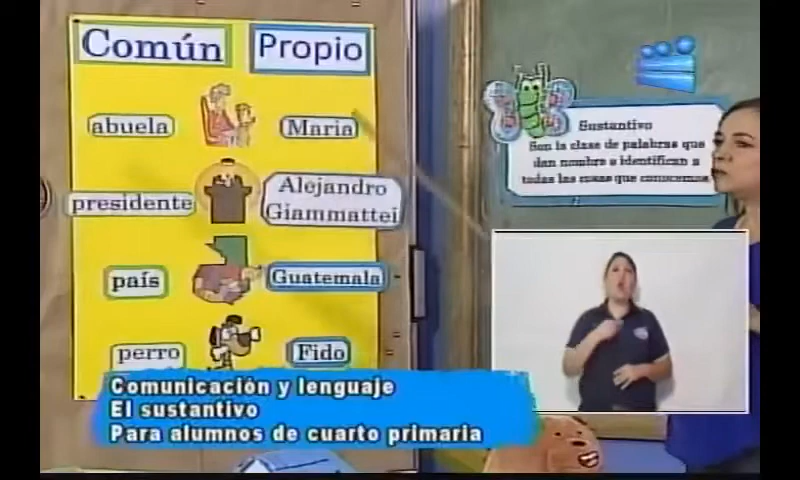 Común
Propio
abuela
Maria
presidente
Alejandro
Giammattei
país
Guatemala
perro
Fido
Sustantivo
Son la clase de palabras que
dan nombre e identifican a
todas las cosas que conocemos
Comunicación y lenguaje
El sustantivo
Para alumnos de cuarto primaria